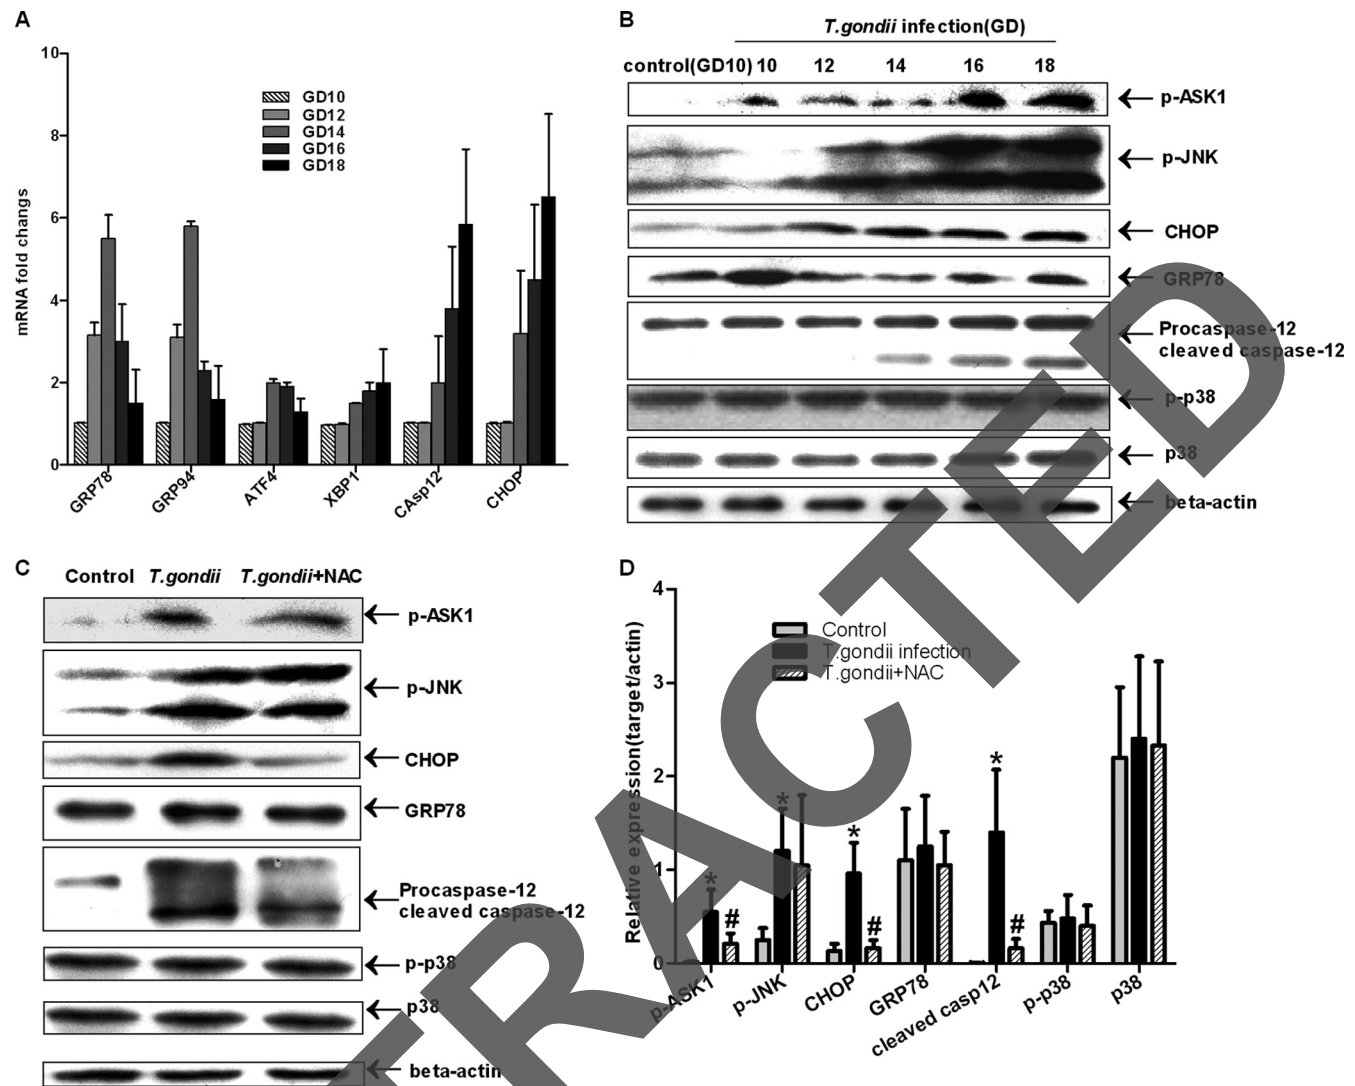 A
10
8
6
4
2
0
mRNA fold changs
GD10
GD12
GD14
GD16
GD18
GRP78
GRP94
ATF4
XBP1
CAsp12
CHOP
B
T.gondii infection(GD)
control(GD10) 10 12 14 16 18
p-ASK1
p-JNK
CHOP
GRP78
Procaspase-12
cleaved caspase-12
p-p38
p38
beta-actin
C
Control T.gondii T.gondii+NAC
p-ASK1
p-JNK
CHOP
GRP78
Procaspase-12
cleaved caspase-12
p-p38
p38
beta-actin
D
4
3
2
1
0
Relative expression(target/actin)
Control
T.gondii infection
T.gondii+NAC
* # * * # * #
p-ASK1
p-JNK
CHOP
GRP78
cleaved casp12
p-p38
p38
TRACTED